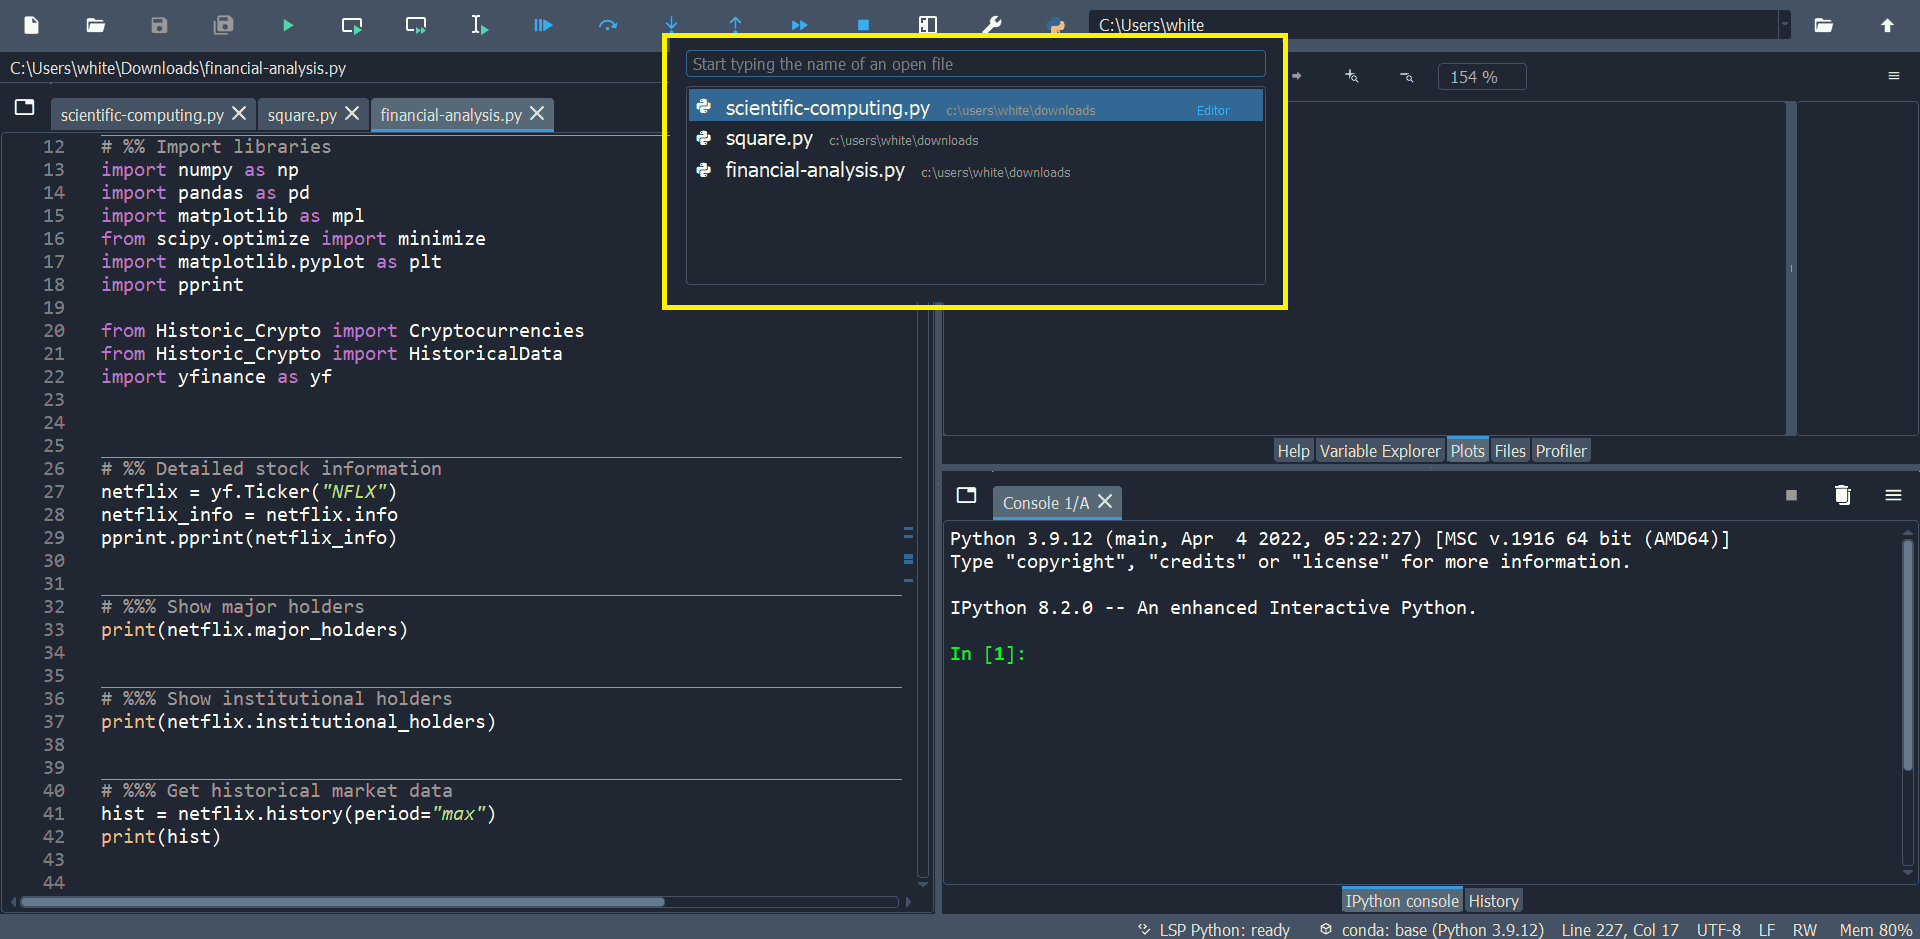 C:\Users\white
C:\Users\white\Downloads\financial-analysis.py
scientific-computing.py
square.py
financial-analysis.py
12 # %% Import libraries
13 import numpy as np
14 import pandas as pd
15 import matplotlib as mpl
16 from scipy.optimize import minimize
17 import matplotlib.pyplot as plt
18 import pprint
19
20 from Historic_Crypto import Cryptocurrencies
21 from Historic_Crypto import HistoricalData
22 import yfinance as yf
23
24
25
26 # %% Detailed stock information
27 netflix = yf.Ticker("NFLX")
28 netflix_info = netflix.info
29 pprint.pprint(netflix_info)
30
31
32 # %%% Show major holders
33 print(netflix.major_holders)
34
35
36 # %%% Show institutional holders
37 print(netflix.institutional_holders)
38
39
40 # %%% Get historical market data
41 hist = netflix.history(period="max")
42 print(hist)
43
44
Start typing the name of an open file
scientific-computing.py c:\users\white\downloads Editor
square.py c:\users\white\downloads
financial-analysis.py c:\users\white\downloads
154 %
Help Variable Explorer Plots Files Profiler
Console 1/A
Python 3.9.12 (main, Apr  4 2022, 05:22:27) [MSC v.1916 64 bit (AMD64)]
Type "copyright", "credits" or "license" for more information.
IPython 8.2.0 -- An enhanced Interactive Python.
In [1]:
IPython console History
LSP Python: ready conda: base (Python 3.9.12) Line 227, Col 17 UTF-8 LF RW Mem 80%